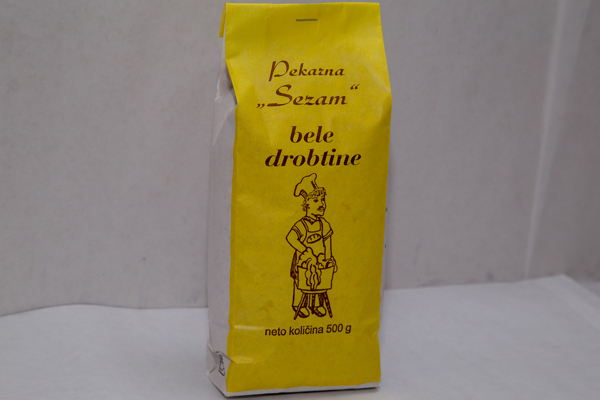 Pekarna
„Sezam“
bele
drobtine
neto količina 500 g